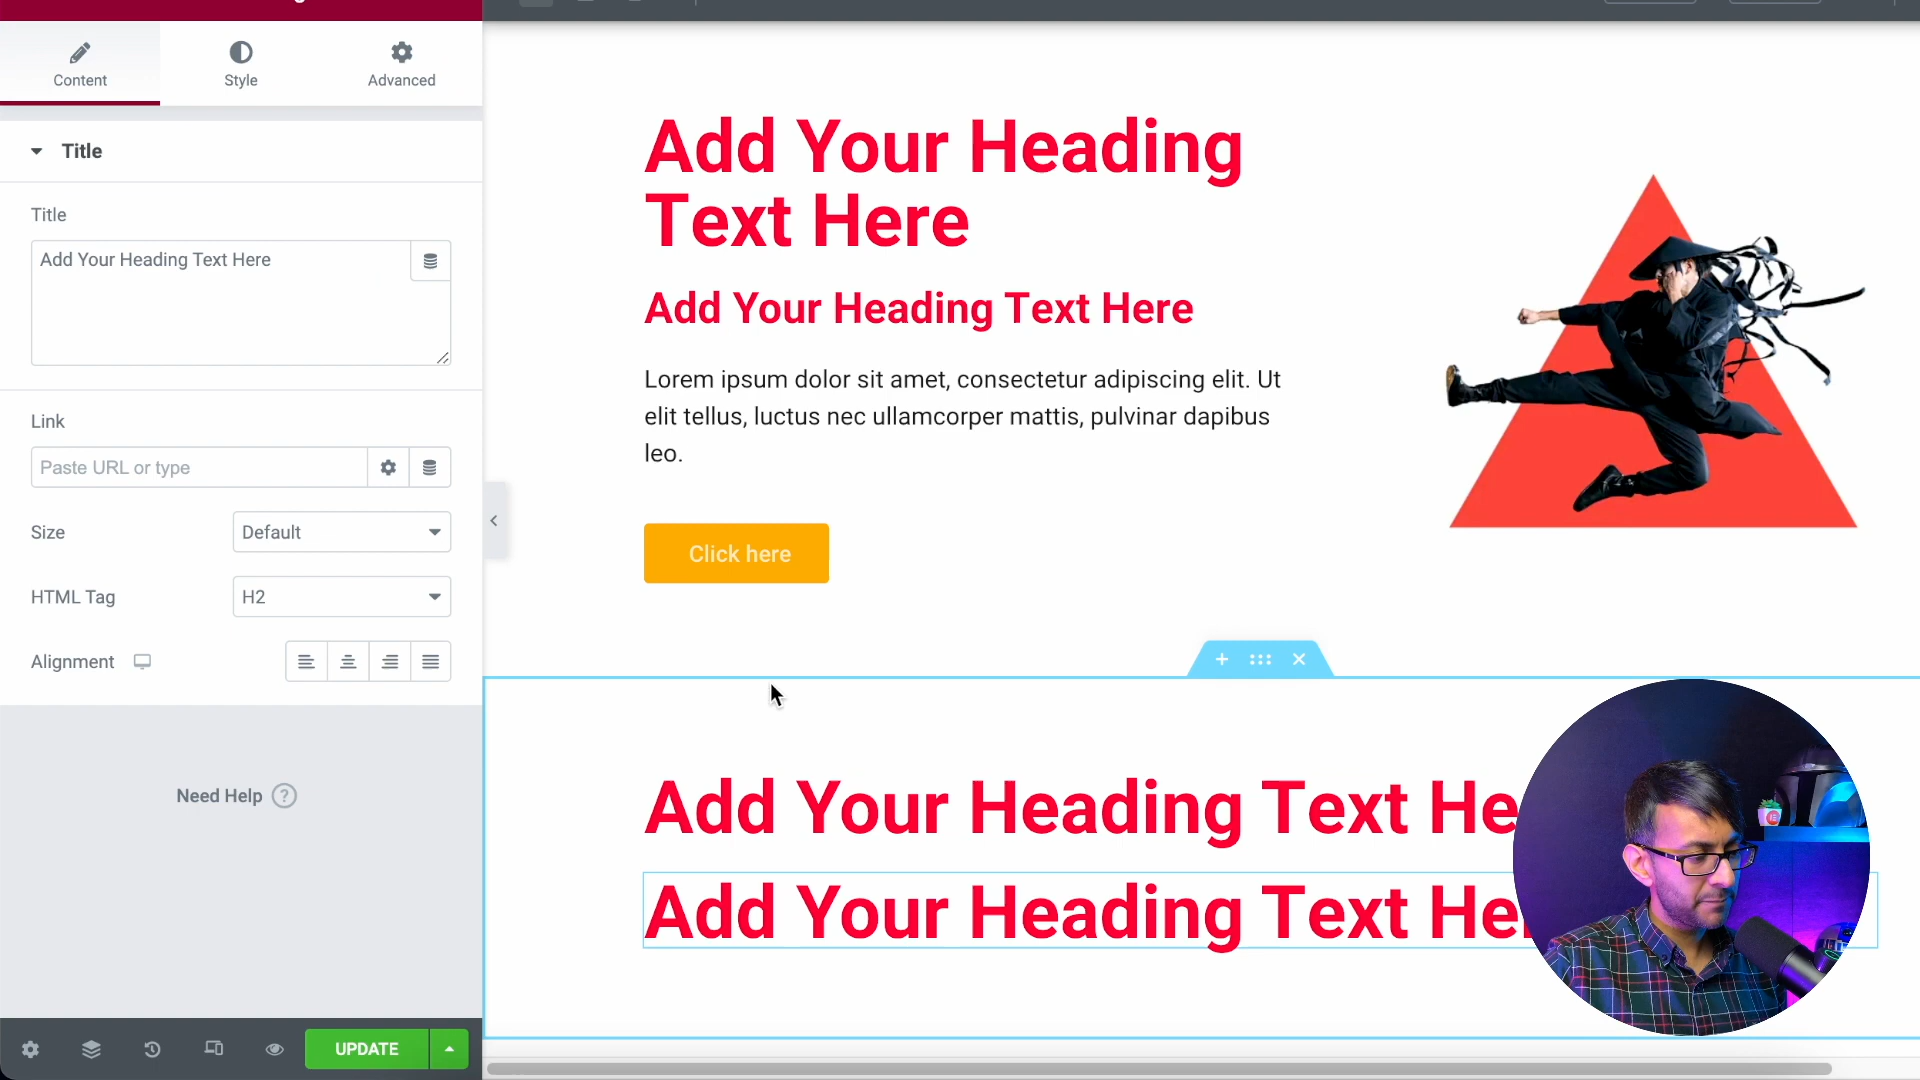 Content
Style
Advanced
Title
Title
Add Your Heading Text Here
Link
Paste URL or type
Size
Default
HTML Tag
H2
Alignment
Need Help
?
UPDATE
Add Your Heading
Text Here
Add Your Heading Text Here
Lorem ipsum dolor sit amet, consectetur adipiscing elit. Ut
elit tellus, luctus nec ullamcorper mattis, pulvinar dapibus
leo.
Click here
Add Your Heading Text He
Add Your Heading Text He